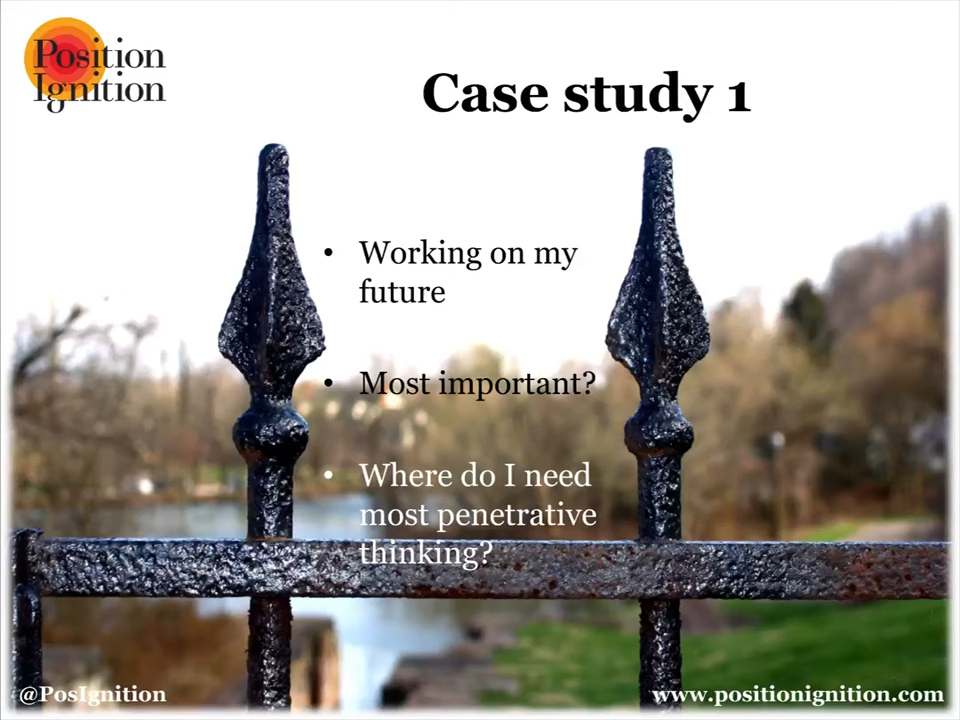 Position
Ignition
Case study 1
• Working on my
future
• Most important?
• Where do I need
most penetrative
thinking?
@PosIgnition
www.positionignition.com